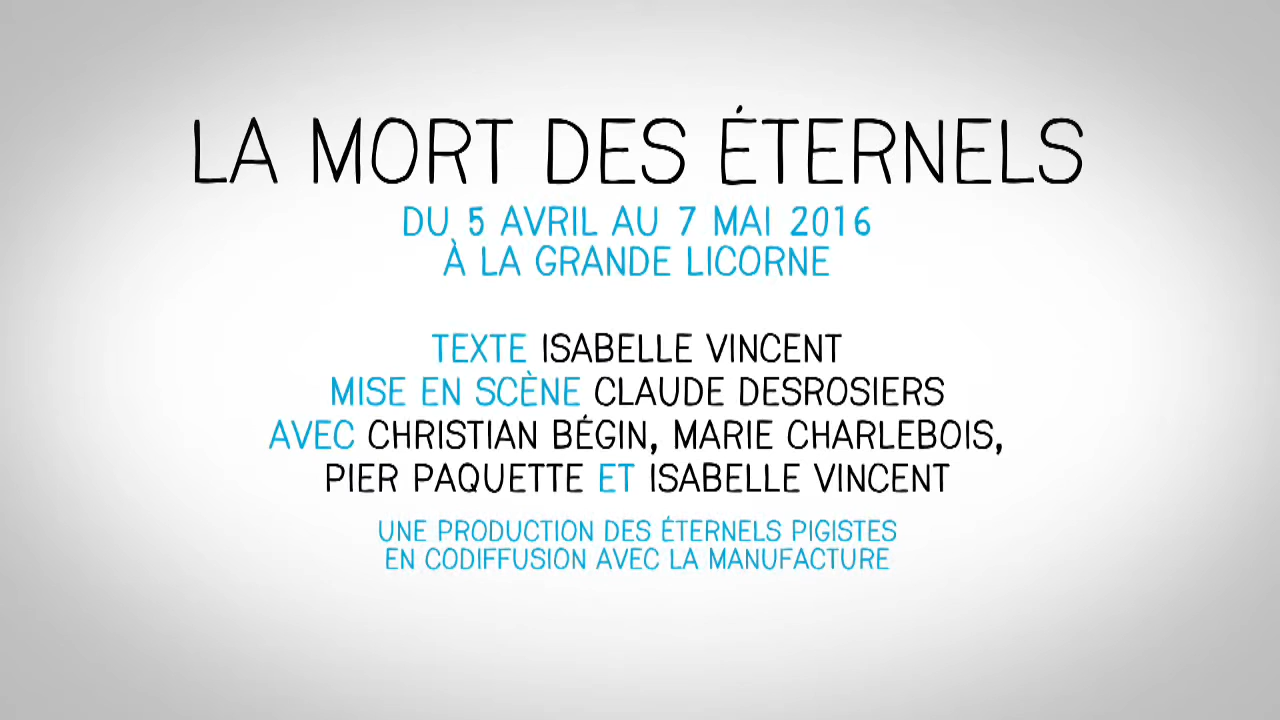 LA MORT DES ÉTERNELS
DU 5 AVRIL AU 7 MAI 2016
À LA GRANDE LICORNE
TEXTE ISABELLE VINCENT
MISE EN SCÈNE CLAUDE DESROSIERS
AVEC CHRISTIAN BÉGIN, MARIE CHARLEBOIS,
PIER PAQUETTE ET ISABELLE VINCENT
UNE PRODUCTION DES ÉTERNELS PIGISTES
EN CODIFFUSION AVEC LA MANUFACTURE